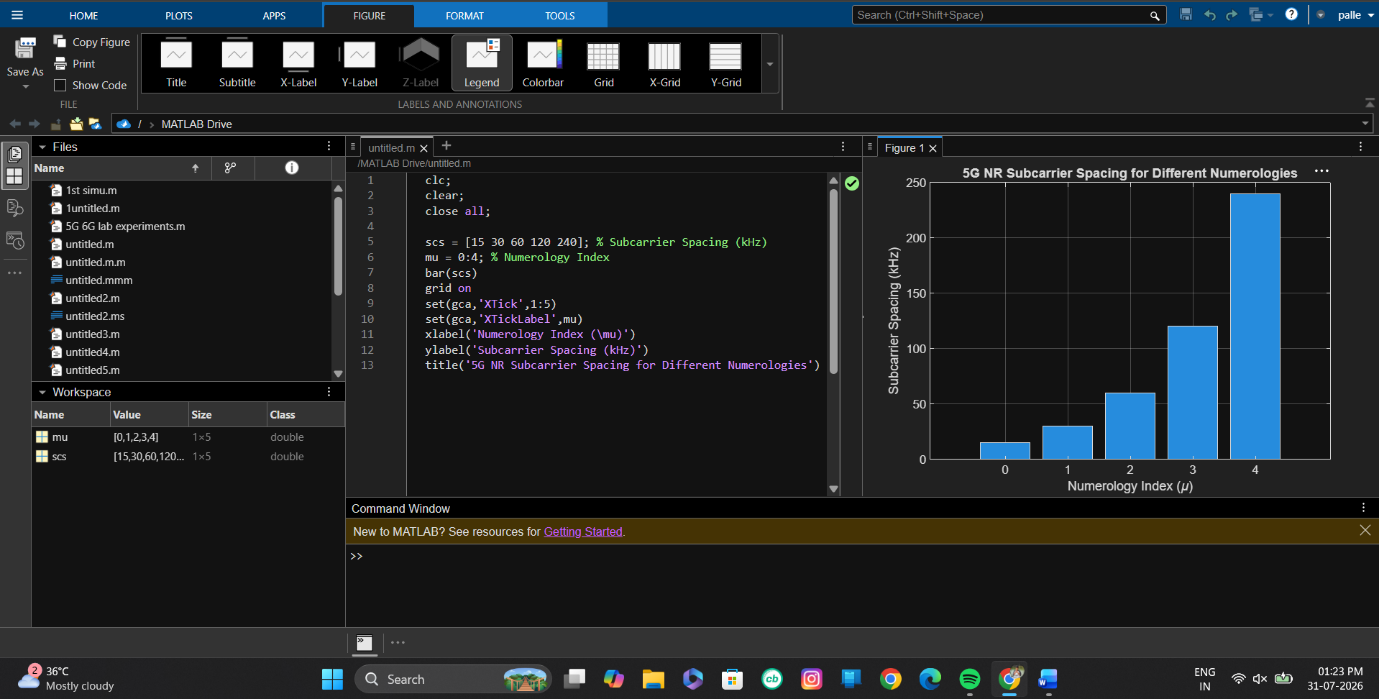 HOME PLOTS APPS FIGURE FORMAT TOOLS
Search (Ctrl+Shift+Space)
palle
Save As
Copy Figure
Print
Show Code
FILE
Title Subtitle X-Label Y-Label Z-Label Legend Colorbar Grid X-Grid Y-Grid
LABELS AND ANNOTATIONS
/ > MATLAB Drive
Files
Name
1st simu.m
1untitled.m
5G 6G lab experiments.m
untitled.m
untitled.m.m
untitled.mmm
untitled2.m
untitled2.ms
untitled3.m
untitled4.m
untitled5.m
Workspace
Name Value Size Class
mu [0,1,2,3,4] 1×5 double
scs [15,30,60,120... 1×5 double
untitled.m
/MATLAB Drive/untitled.m
1 clc;
2 clear;
3 close all;
4
5 scs = [15 30 60 120 240]; % Subcarrier Spacing (kHz)
6 mu = 0:4; % Numerology Index
7 bar(scs)
8 grid on
9 set(gca,'XTick',1:5)
10 set(gca,'XTickLabel',mu)
11 xlabel('Numerology Index (\mu)')
12 ylabel('Subcarrier Spacing (kHz)')
13 title('5G NR Subcarrier Spacing for Different Numerologies')
Figure 1
5G NR Subcarrier Spacing for Different Numerologies
250
200
150
100
50
0
Subcarrier Spacing (kHz)
0 1 2 3 4
Numerology Index (μ)
Command Window
New to MATLAB? See resources for Getting Started.
>>
2
36°C
Mostly cloudy
Search
cb
W
ENG
IN
01:23 PM
31-07-2026